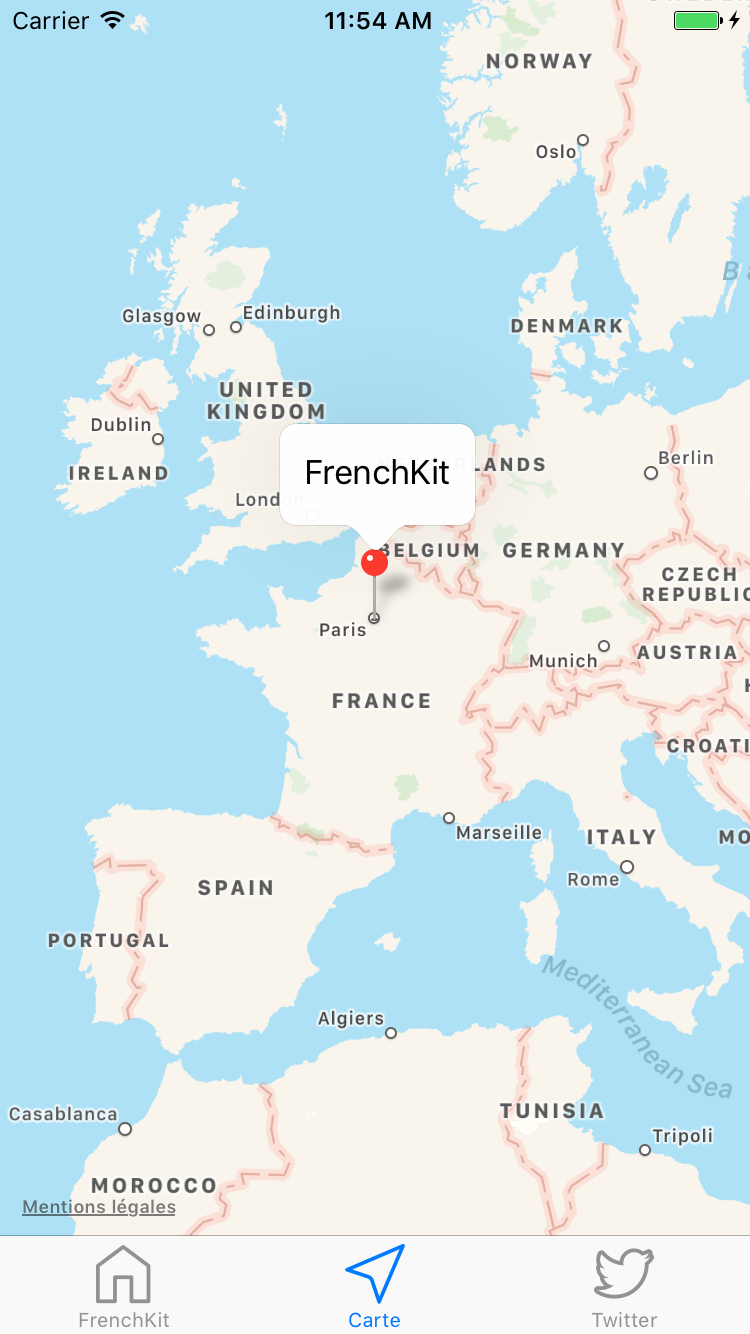 Carrier
11:54 AM
NORWAY
Oslo
Glasgow
Edinburgh
DENMARK
UNITED
KINGDOM
Dublin
IRELAND
FrenchKit
LANDS
Berlin
London
BELGIUM
GERMANY
CZECH
REPUBLIC
Paris
Munich
AUSTRIA
FRANCE
CROATI
Marseille
ITALY
MO
Rome
SPAIN
PORTUGAL
Mediterranean Sea
Algiers
Casablanca
TUNISIA
Tripoli
MOROCCO
Mentions légales
FrenchKit
Carte
Twitter